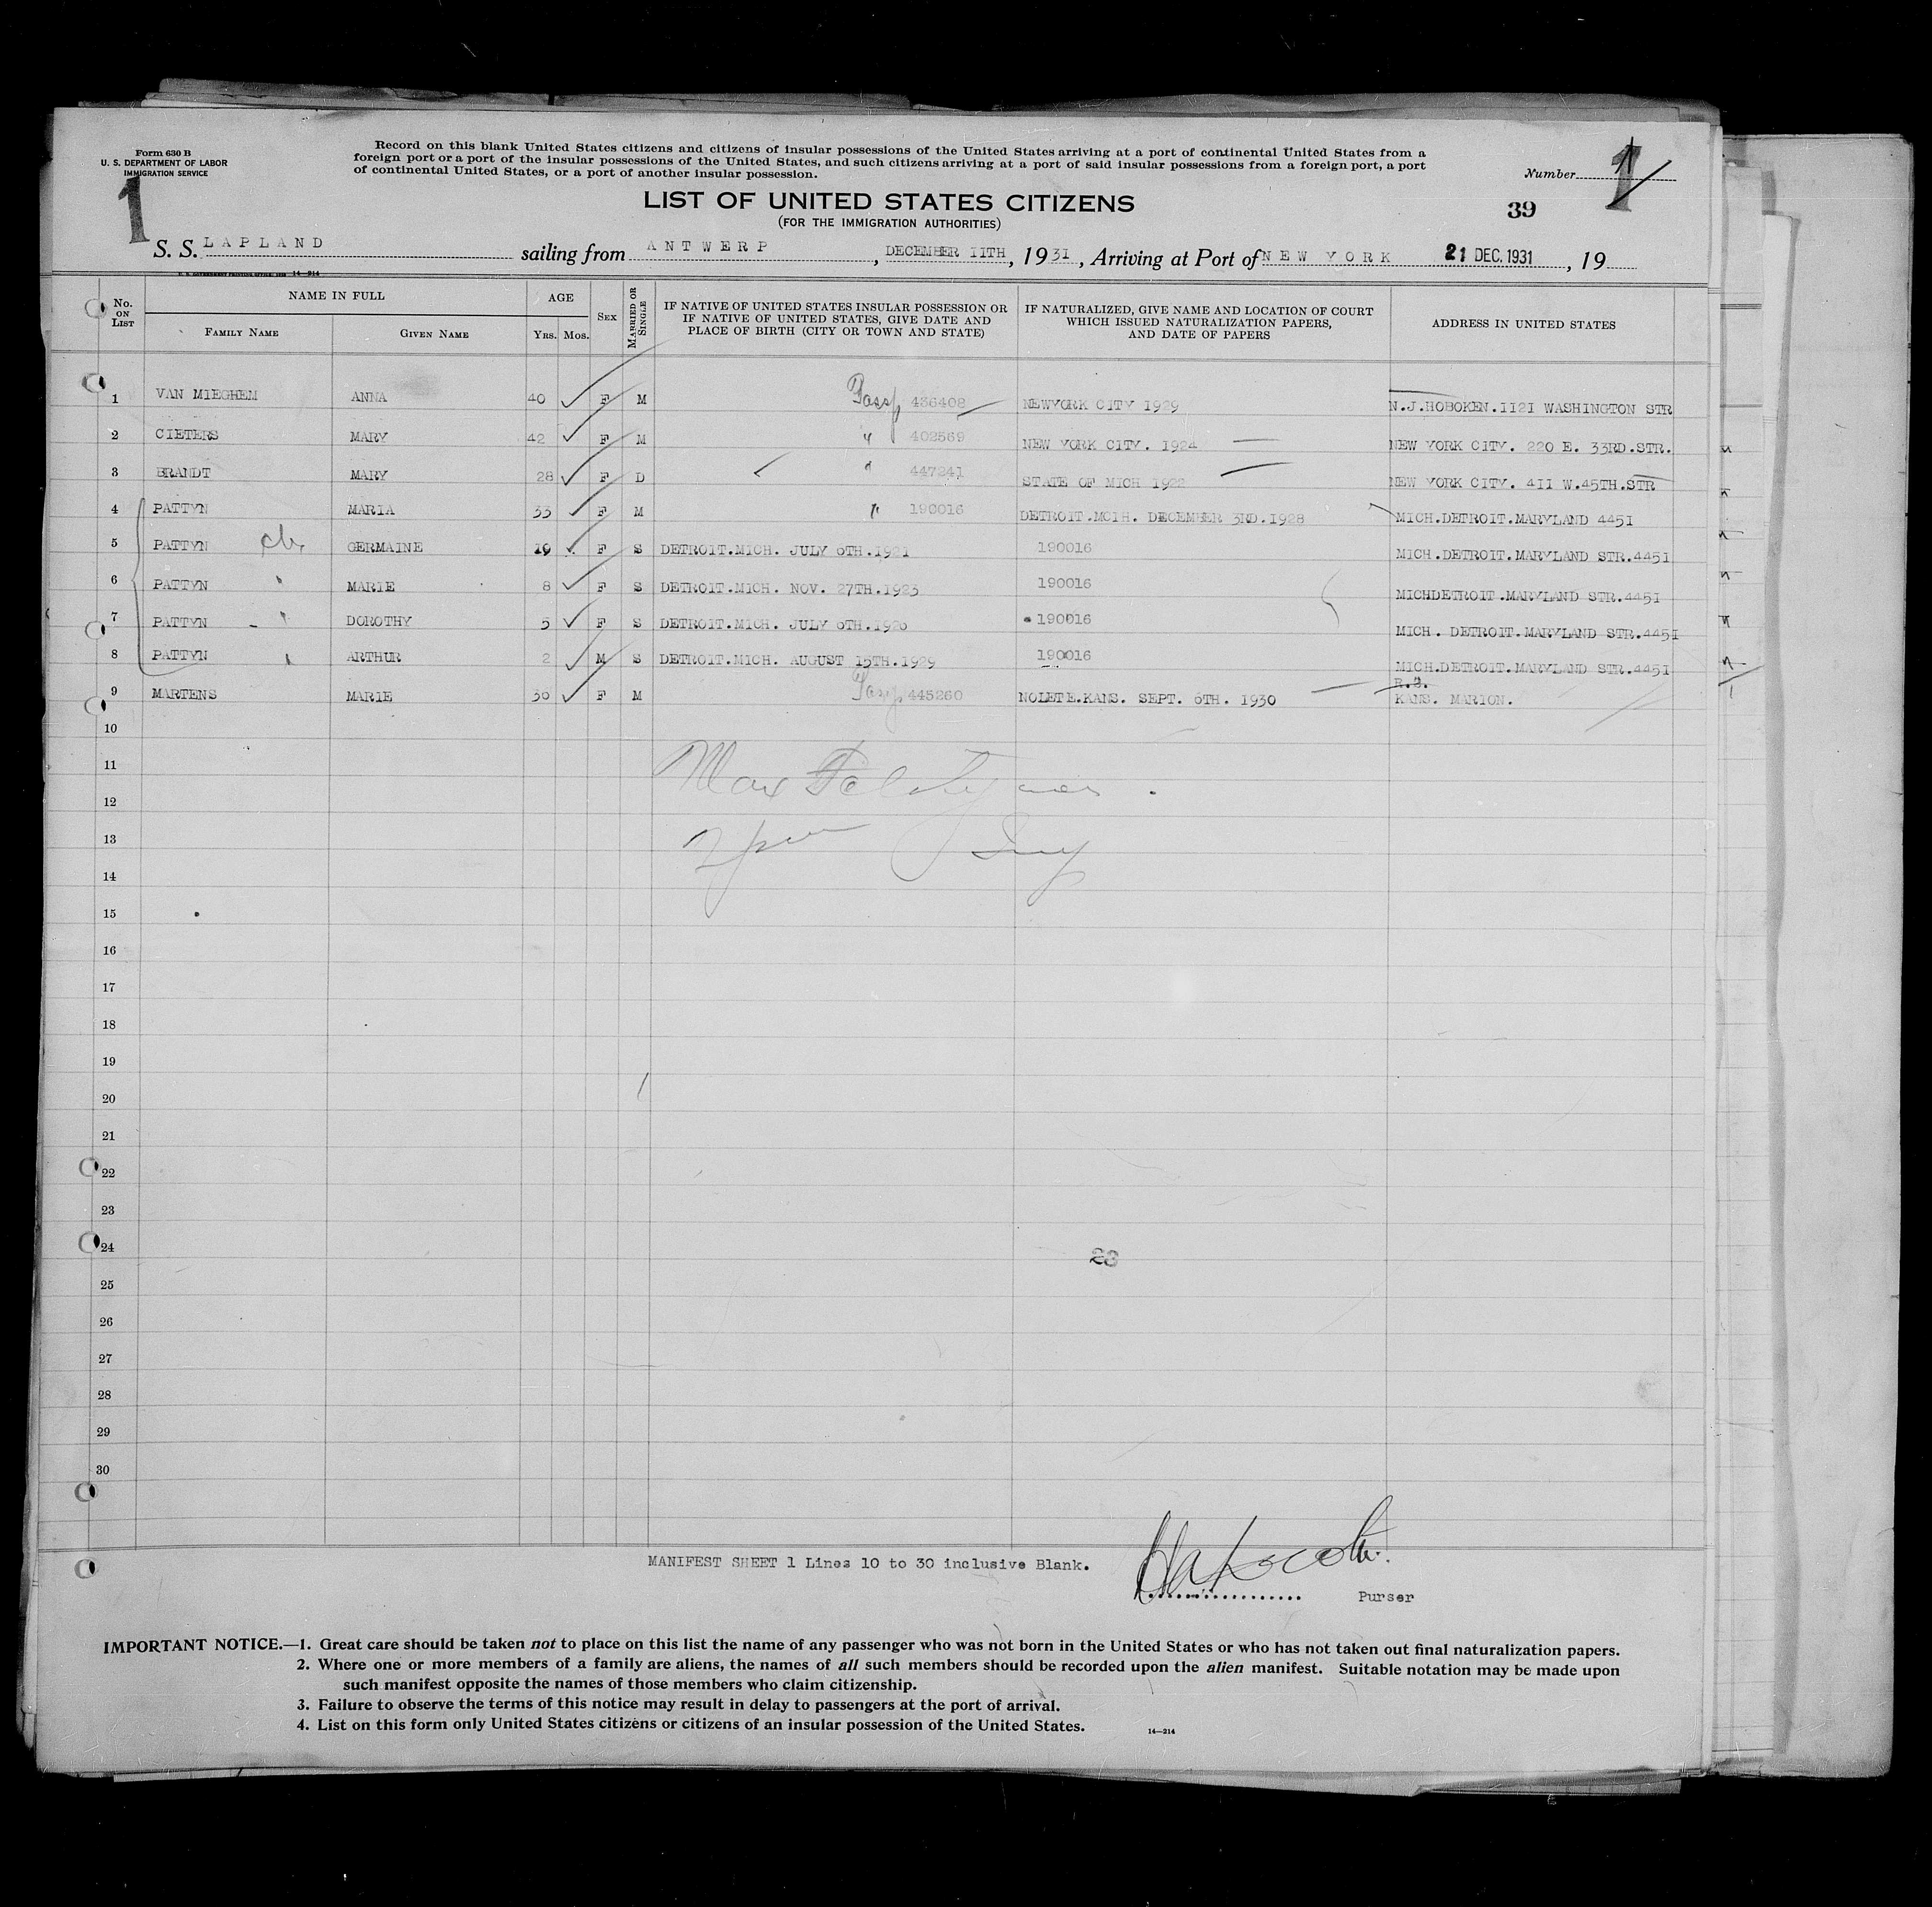 Form 630 B
U. S. DEPARTMENT OF LABOR
IMMIGRATION SERVICE
1
Record on this blank United States citizens and citizens of insular possessions of the United States arriving at a port of continental United States from a
foreign port or a port of the insular possessions of the United States, and such citizens arriving at a port of said insular possessions from a foreign port, a port
of continental United States, or a port of another insular possession.
Number 1
LIST OF UNITED STATES CITIZENS
(FOR THE IMMIGRATION AUTHORITIES)
39
S. S. LAPLAND sailing from ANTWERP, DECEMBER 11TH, 1931, Arriving at Port of NEW YORK 21 DEC. 1931, 19
14—214
No. ON LIST NAME IN FULL FAMILY NAME GIVEN NAME AGE YRS. MOS. SEX MARRIED OR SINGLE IF NATIVE OF UNITED STATES INSULAR POSSESSION OR IF NATIVE OF UNITED STATES, GIVE DATE AND PLACE OF BIRTH (CITY OR TOWN AND STATE) IF NATURALIZED, GIVE NAME AND LOCATION OF COURT WHICH ISSUED NATURALIZATION PAPERS, AND DATE OF PAPERS ADDRESS IN UNITED STATES
1 VAN MIEGHEM ANNA 40 F M Pass 436408 NEWYORK CITY 1929 N.J.HOBOKEN.1121 WASHINGTON STR
2 CIETERS MARY 42 F M " 402569 NEW YORK CITY. 1924 NEW YORK CITY. 220 E. 33RD.STR.
3 BRANDT MARY 28 F D " 447241 STATE OF MICH 1922 NEW YORK CITY. 411 W.45TH.STR
4 PATTYN MARIA 33 F M " 190016 DETROIT.MCIH. DECEMBER 3RD.1928 MICH.DETROIT.MARYLAND 4451
5 PATTYN ch GERMAINE 10 F S DETROIT.MICH. JULY 6TH.1921 190016 MICH.DETROIT.MARYLAND STR.4451
6 PATTYN " MARIE 8 F S DETROIT.MICH. NOV. 27TH.1923 190016 MICHDETROIT.MARYLAND STR.4451
7 PATTYN " DOROTHY 5 F S DETROIT.MICH. JULY 6TH.1926 190016 MICH. DETROIT.MARYLAND STR.4451
8 PATTYN " ARTHUR 2 M S DETROIT.MICH. AUGUST 15TH.1929 190016 MICH.DETROIT.MARYLAND STR.4451
9 MARTENS MARIE 30 F M Pass 445260 NOLETE.KANS. SEPT. 6TH. 1930 KANS. MARION.
10
11
12
13
14
15
16
17
18
19
20
21
22
23
24 23
25
26
27
28
29
30
MANIFEST SHEET 1 Lines 10 to 30 inclusive Blank.
Purser
IMPORTANT NOTICE.—1. Great care should be taken not to place on this list the name of any passenger who was not born in the United States or who has not taken out final naturalization papers.
2. Where one or more members of a family are aliens, the names of all such members should be recorded upon the alien manifest. Suitable notation may be made upon
such manifest opposite the names of those members who claim citizenship.
3. Failure to observe the terms of this notice may result in delay to passengers at the port of arrival.
4. List on this form only United States citizens or citizens of an insular possession of the United States.
14—214